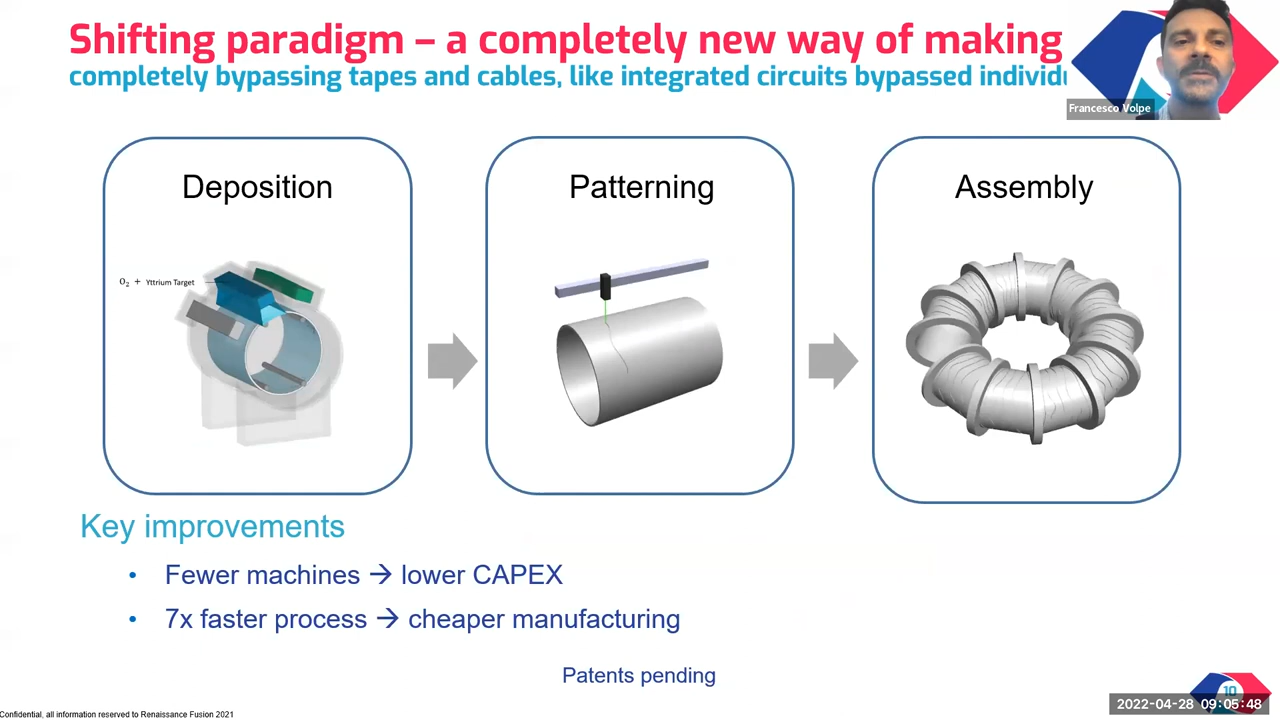 Shifting paradigm – a completely new way of making
completely bypassing tapes and cables, like integrated circuits bypassed
Francesco Volpe
Deposition
O₂ + Yttrium Target
Patterning
Assembly
Key improvements
• Fewer machines → lower CAPEX
• 7x faster process → cheaper manufacturing
Patents pending
10
Confidential, all information reserved to Renaissance Fusion 2021
2022-04-28 09:05:48